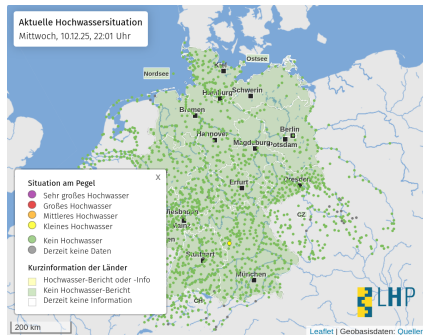 Aktuelle Hochwassersituation
Mittwoch, 10.12.25, 22:01 Uhr
Ostsee
Kiel
Nordsee
Hamburg
Schwerin
Bremen
Berlin
Hannover
Potsdam
Magdeburg
Erfurt
Dresden
X
Situation am Pegel
Sehr großes Hochwasser
Großes Hochwasser
Mittleres Hochwasser
Kleines Hochwasser
Kein Hochwasser
Derzeit keine Daten
Kurzinformation der Länder
Hochwasser-Bericht oder -Info
Kein Hochwasser-Bericht
Derzeit keine Information
Wiesbaden
Mainz
CZ
Stuttgart
München
CH
LHP
200 km
Leaflet | Geobasisdaten: Quellen